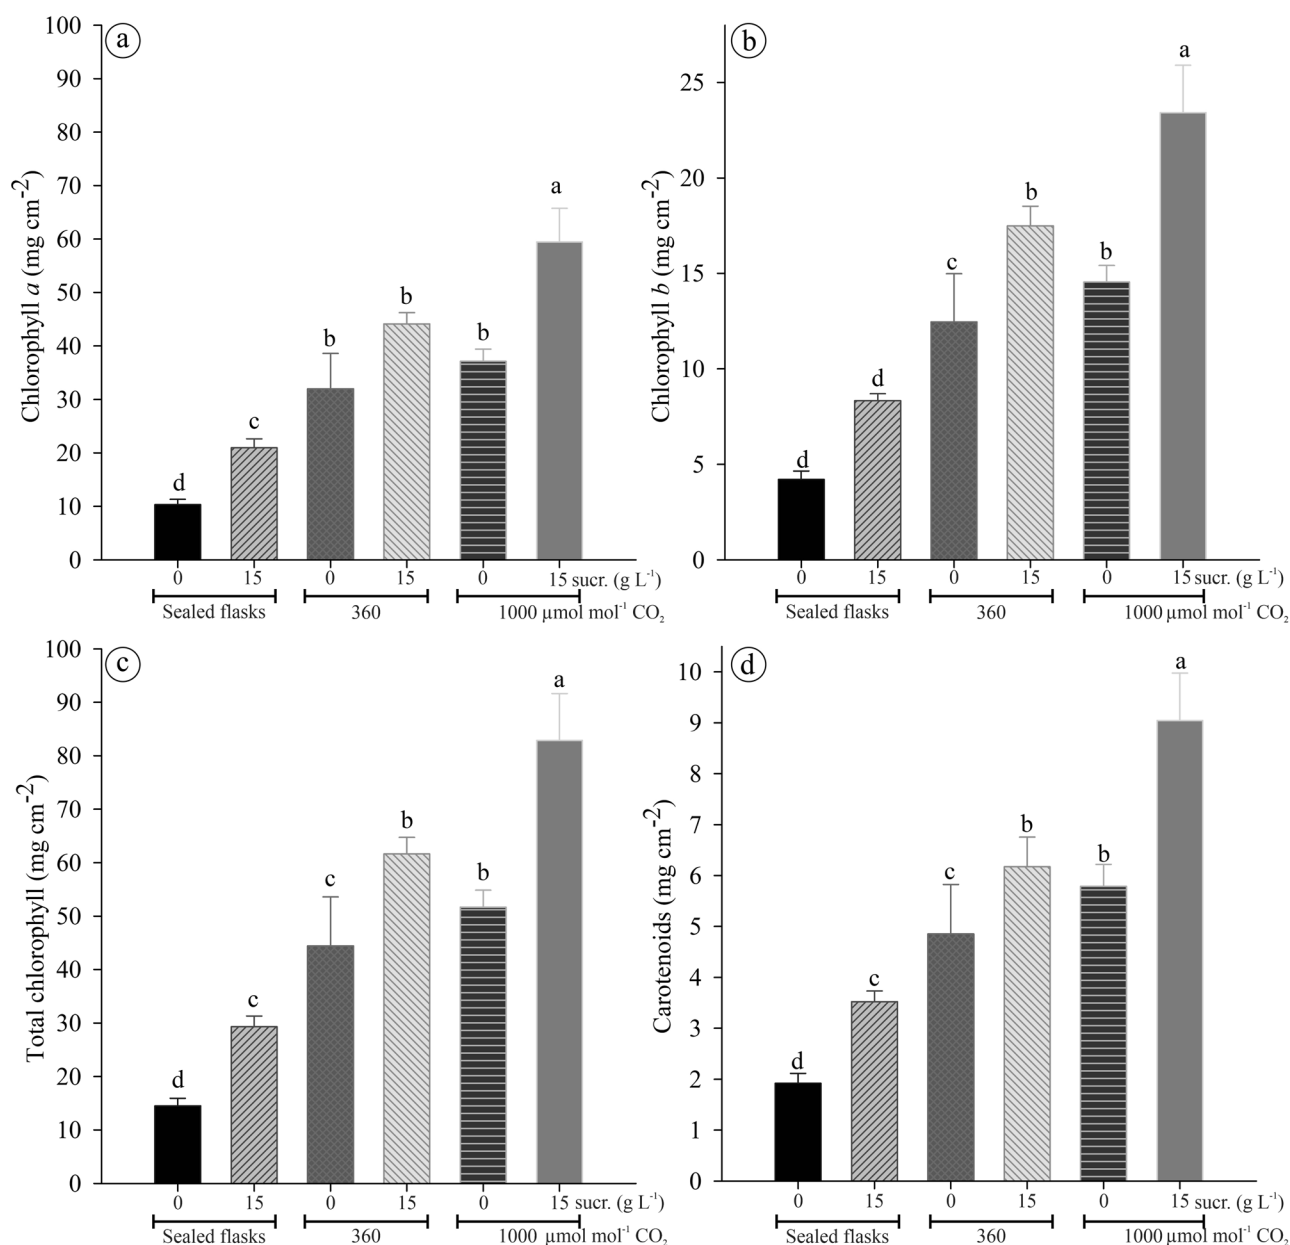 a
Chlorophyll a (mg cm⁻²)
100
90
80
70
60
50
40
30
20
10
0
d
c
b
b
b
a
0 15 0 15 0 15 sucr. (g L⁻¹)
Sealed flasks 360 1000 µmol mol⁻¹ CO₂
b
Chlorophyll b (mg cm⁻²)
25
20
15
10
5
0
d
d
c
b
b
a
0 15 0 15 0 15 sucr. (g L⁻¹)
Sealed flasks 360 1000 µmol mol⁻¹ CO₂
c
Total chlorophyll (mg cm⁻²)
100
90
80
70
60
50
40
30
20
10
0
d
c
c
b
b
a
0 15 0 15 0 15 sucr. (g L⁻¹)
Sealed flasks 360 1000 µmol mol⁻¹ CO₂
d
Carotenoids (mg cm⁻²)
10
9
8
7
6
5
4
3
2
1
0
d
c
c
b
b
a
0 15 0 15 0 15 sucr. (g L⁻¹)
Sealed flasks 360 1000 µmol mol⁻¹ CO₂